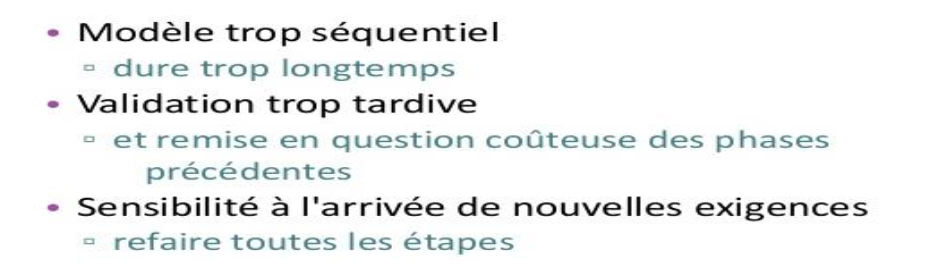 • Modèle trop séquentiel
▫ dure trop longtemps
• Validation trop tardive
▫ et remise en question coûteuse des phases
précédentes
• Sensibilité à l'arrivée de nouvelles exigences
▫ refaire toutes les étapes